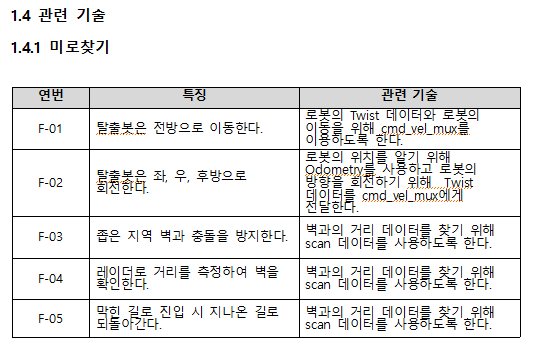 1.4 관련 기술
1.4.1 미로찾기
연번 특징 관련 기술
F-01 탈출봇은 전방으로 이동한다. 로봇의 Twist 데이터와 로봇의
이동을 위해 cmd_vel_mux를
이용하도록 한다.
F-02 탈출봇은 좌, 우, 후방으로
회전한다. 로봇의 위치를 알기 위해
Odometry를 사용하고 로봇의
방향을 회전하기 위해 Twist
데이터를 cmd_vel_mux에게
전달한다.
F-03 좁은 지역 벽과 충돌을 방지한다. 벽과의 거리 데이터를 찾기 위해
scan 데이터를 사용하도록 한다.
F-04 레이더로 거리를 측정하여 벽을
확인한다. 벽과의 거리 데이터를 찾기 위해
scan 데이터를 사용하도록 한다.
F-05 막힌 길로 진입 시 지나온 길로
되돌아간다. 벽과의 거리 데이터를 찾기 위해
scan 데이터를 사용하도록 한다.